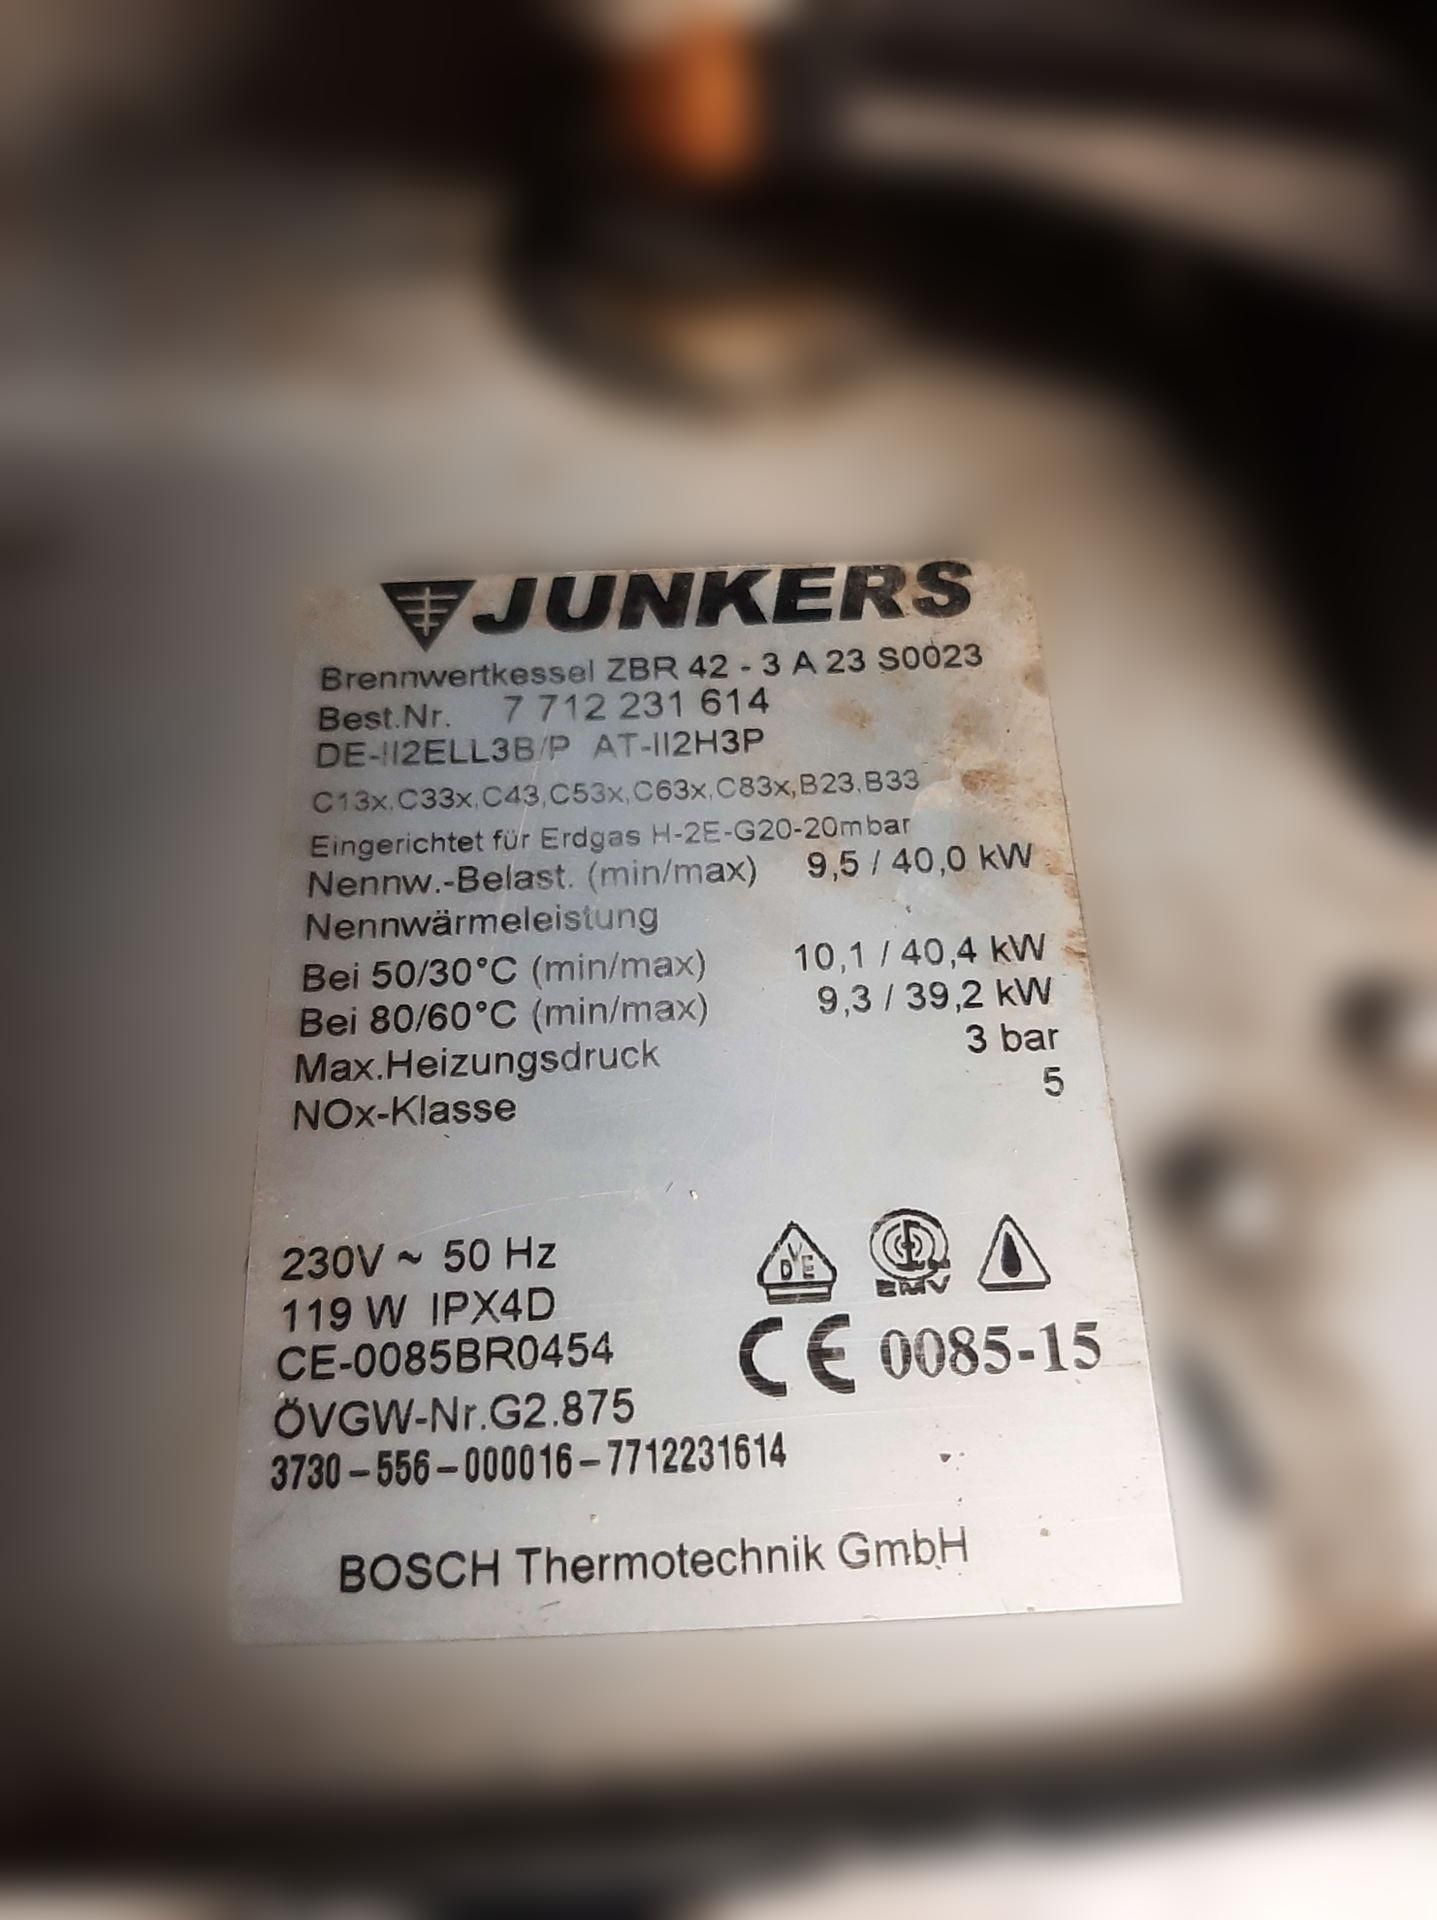 JUNKERS
Brennwertkessel ZBR 42 - 3 A 23 S0023
Best.Nr. 7 712 231 614
DE-II2ELL3B/P AT-II2H3P
C13x,C33x,C43,C53x,C63x,C83x,B23,B33
Eingerichtet für Erdgas H-2E-G20-20mbar
Nennw.-Belast. (min/max) 9,5 / 40,0 kW
Nennwärmeleistung
Bei 50/30°C (min/max) 10,1 / 40,4 kW
Bei 80/60°C (min/max) 9,3 / 39,2 kW
Max.Heizungsdruck 3 bar
NOx-Klasse 5
230V ~ 50 Hz
119 W IPX4D
VDE
EMV
CE-0085BR0454
CE 0085-15
ÖVGW-Nr.G2.875
3730-556-000016-7712231614
BOSCH Thermotechnik GmbH